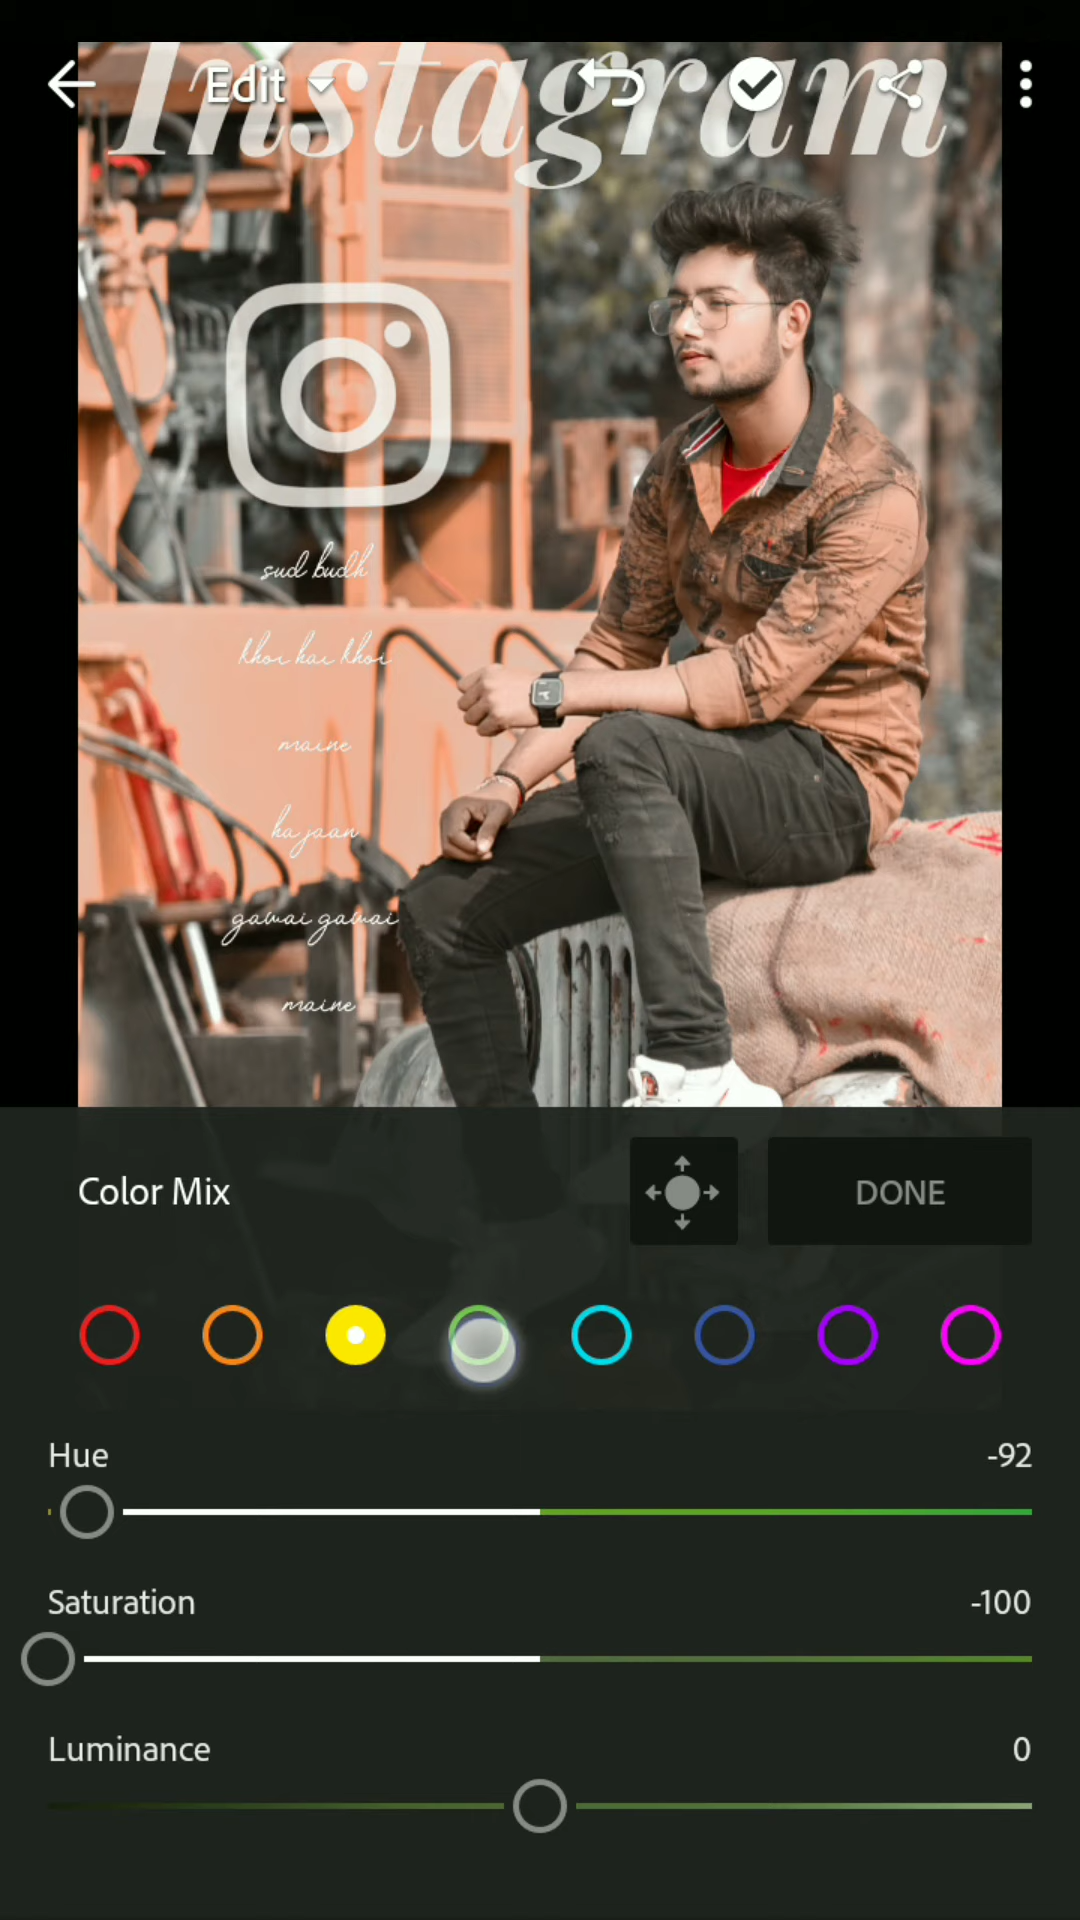 Instagram
Edit
sud budh
khoi hai khoi
maine
ha jaan
gawai gawai
maine
Color Mix
DONE
Hue
-92
Saturation
-100
Luminance
0